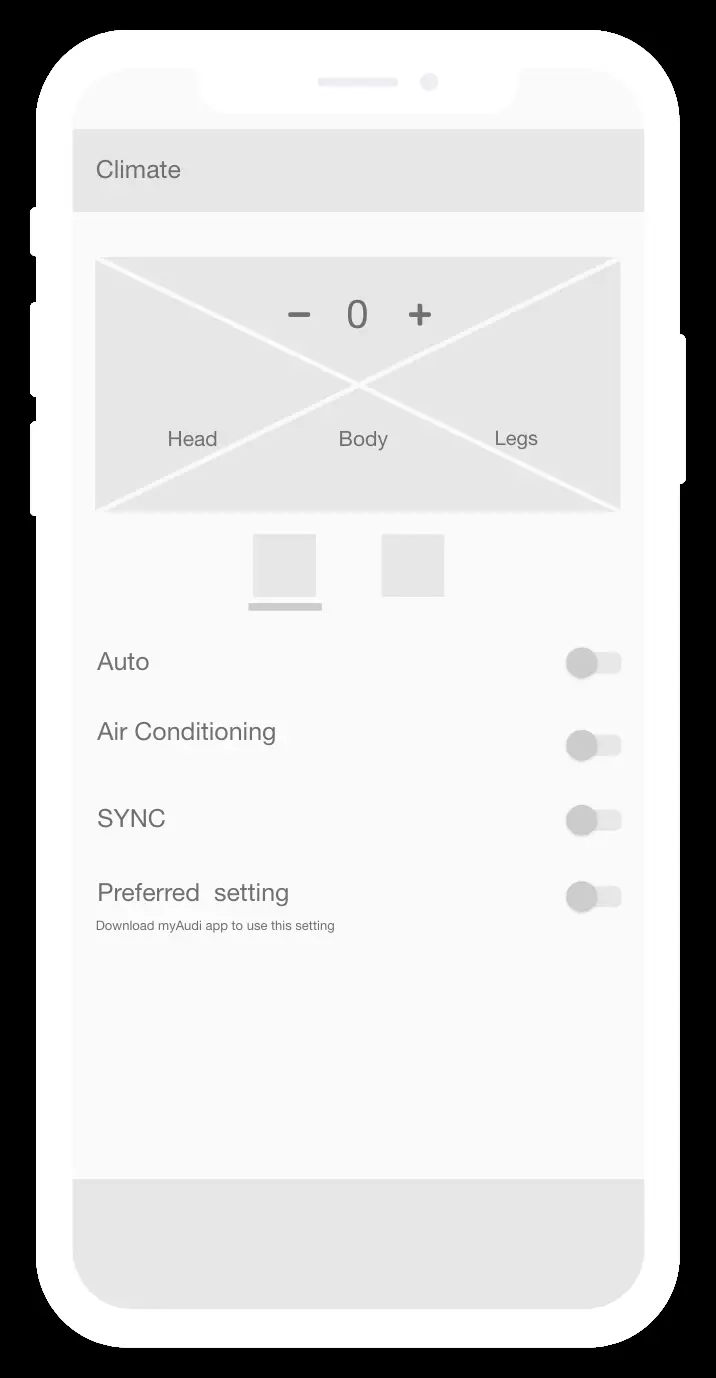 Climate
− 0 +
Head Body Legs
Auto
Air Conditioning
SYNC
Preferred setting
Download myAudi app to use this setting